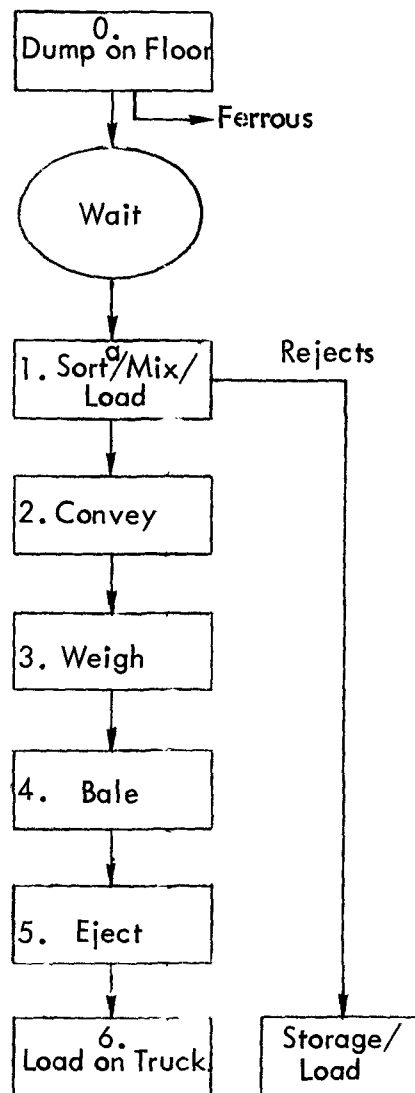 0.
Dump on Floor
Ferrous
Wait
a
1. Sort/Mix/
Load
Rejects
2. Convey
3. Weigh
4. Bale
5. Eject
6.
Load on Truck
Storage/
Load